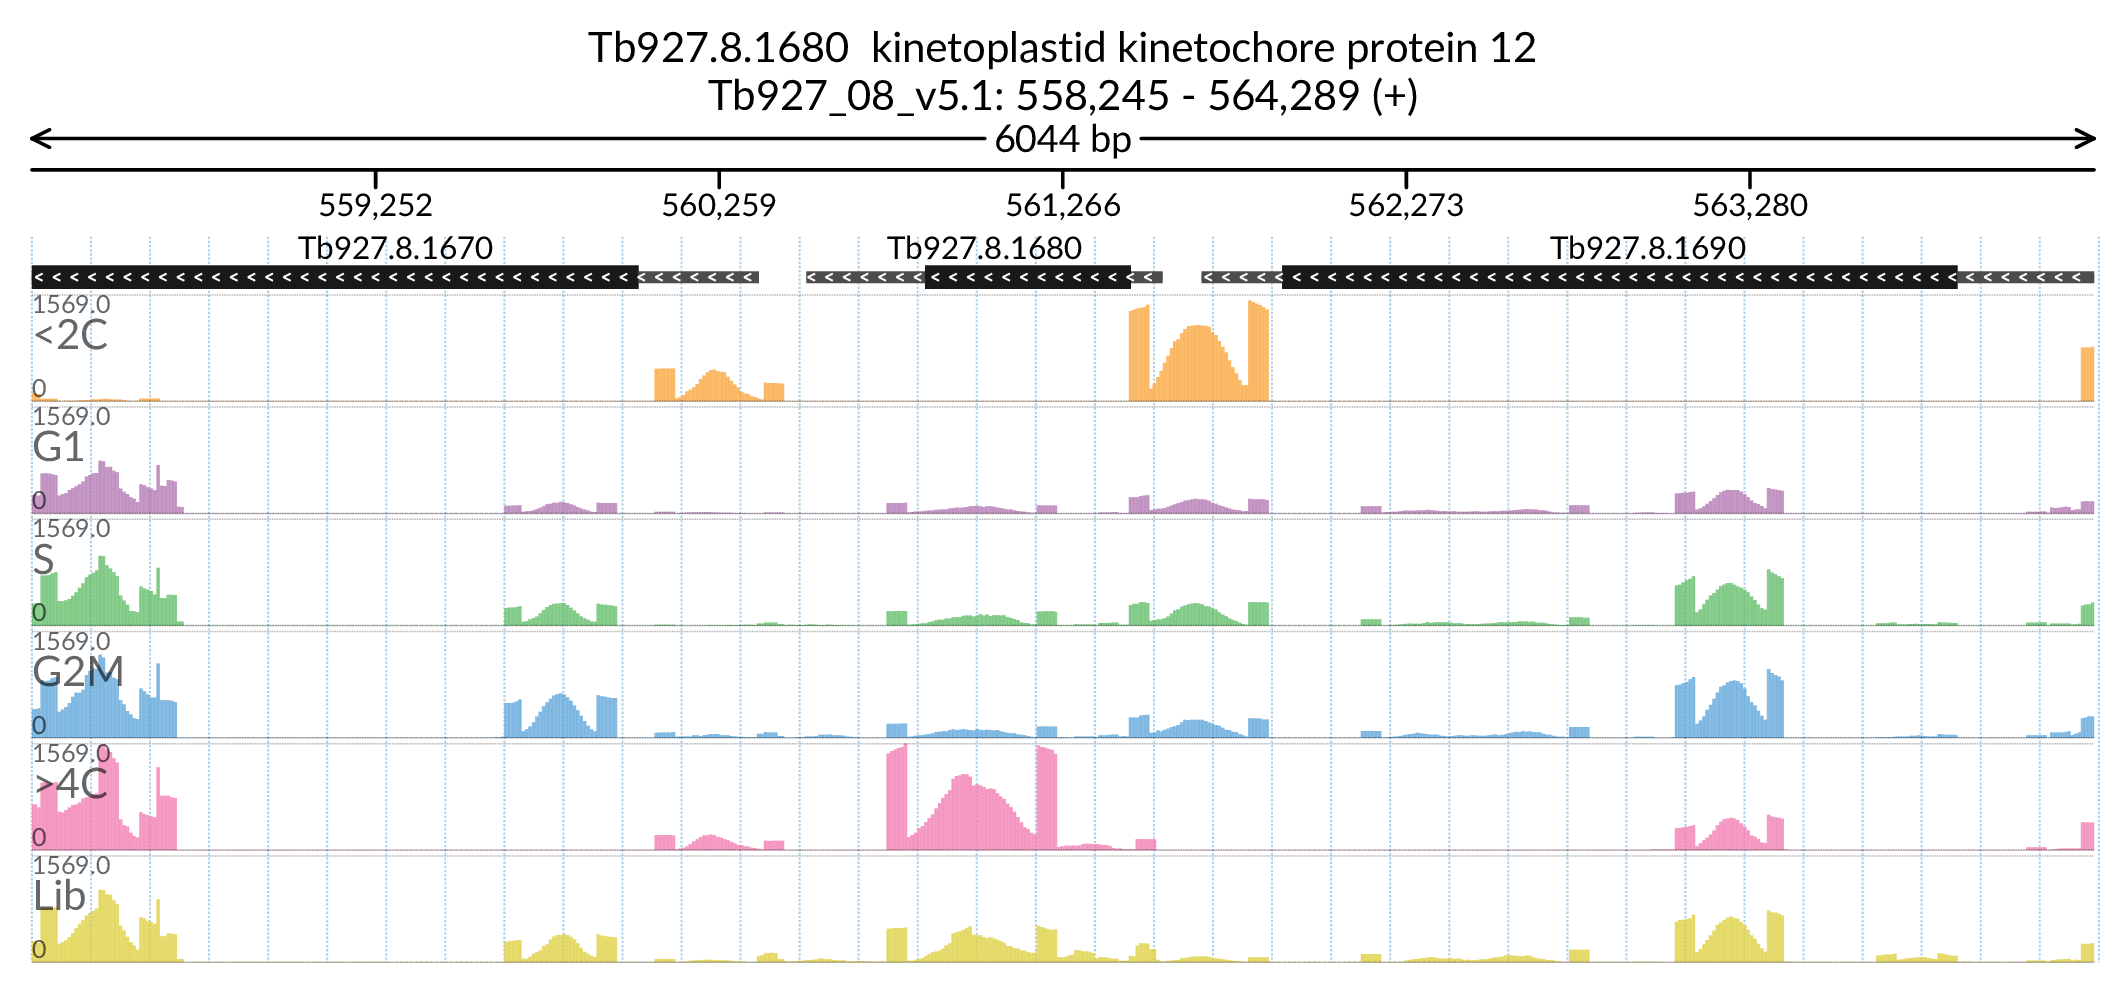 Tb927.8.1680  kinetoplastid kinetochore protein 12
Tb927_08_v5.1: 558,245 - 564,289 (+)
6044 bp
559,252 560,259 561,266 562,273 563,280
Tb927.8.1670 Tb927.8.1680 Tb927.8.1690
1569.0
<2C
0
1569.0
G1
0
1569.0
S
0
1569.0
G2M
0
1569.0
>4C
0
1569.0
Lib
0